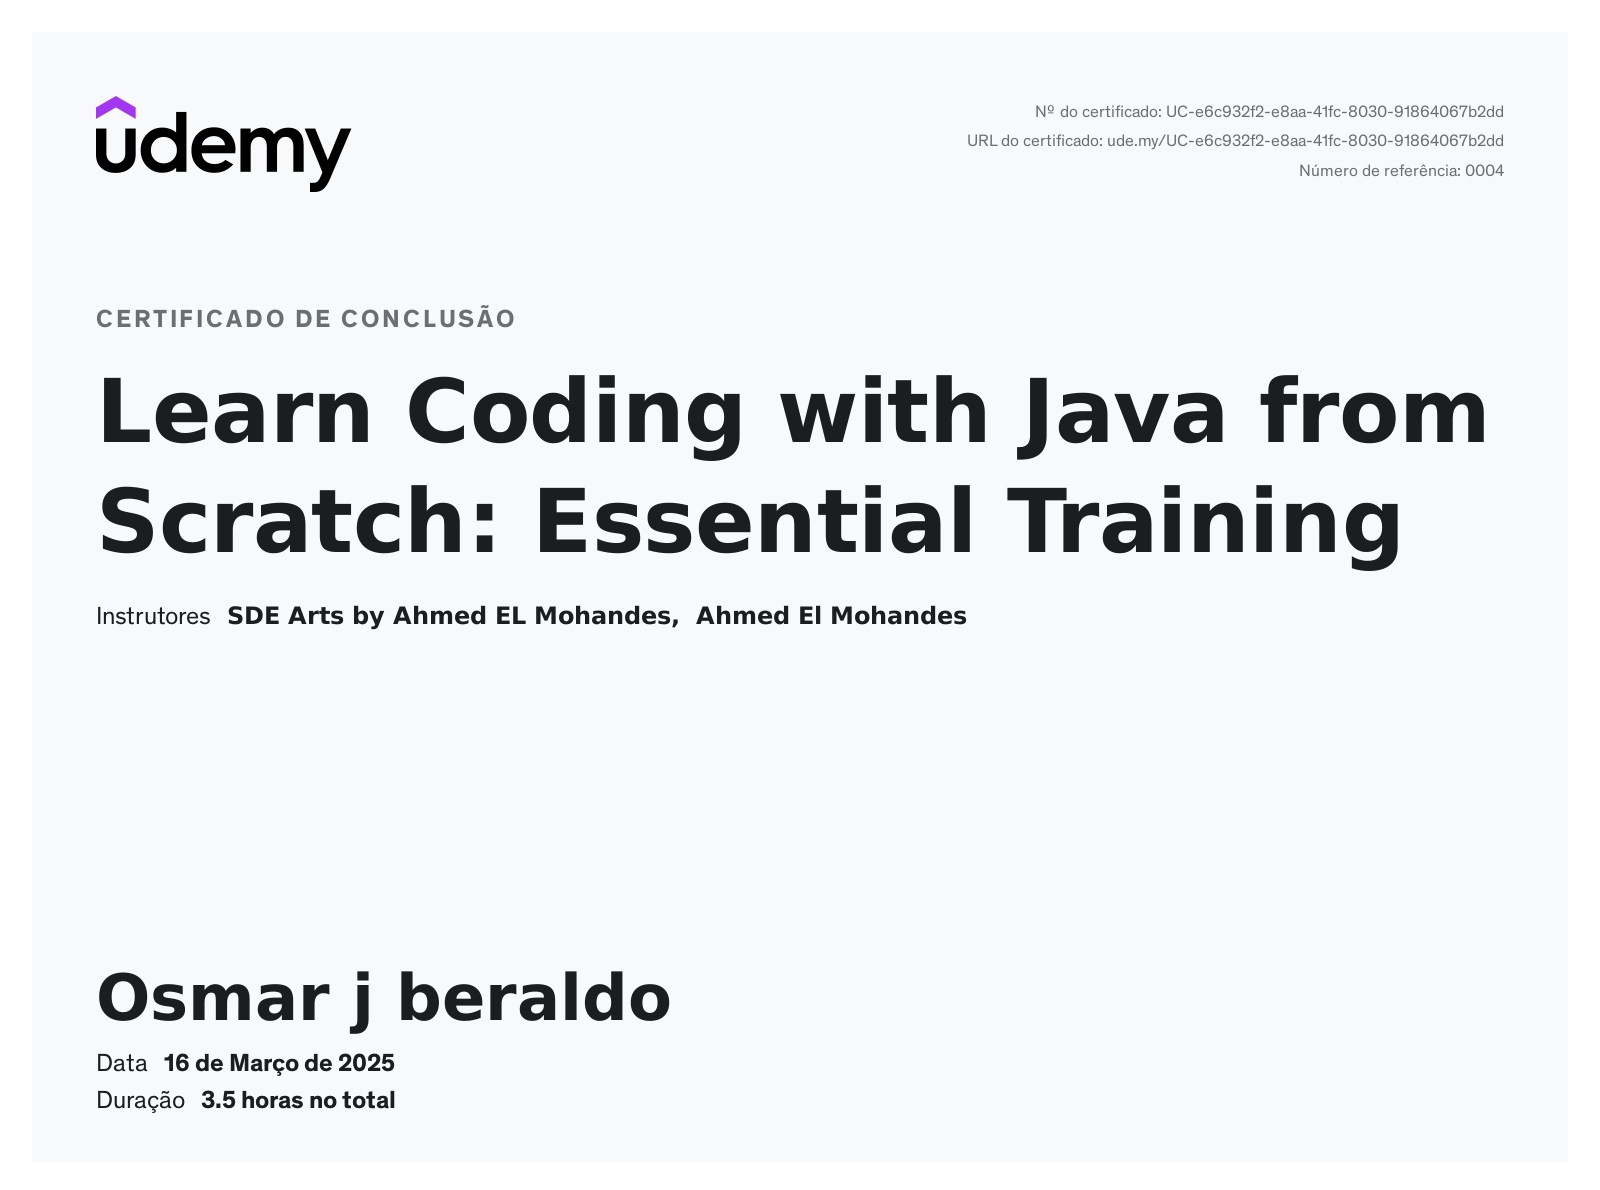 udemy
Nº do certificado: UC-e6c932f2-e8aa-41fc-8030-91864067b2dd
URL do certificado: ude.my/UC-e6c932f2-e8aa-41fc-8030-91864067b2dd
Número de referência: 0004
CERTIFICADO DE CONCLUSÃO
Learn Coding with Java from
Scratch: Essential Training
Instrutores SDE Arts by Ahmed EL Mohandes, Ahmed El Mohandes
Osmar j beraldo
Data 16 de Março de 2025
Duração 3.5 horas no total